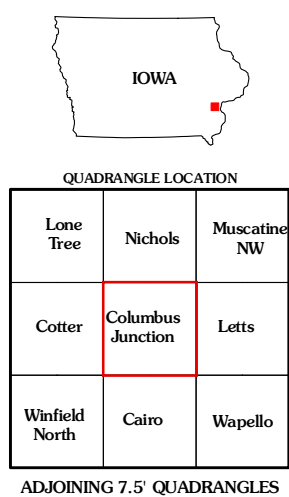 IOWA
QUADRANGLE LOCATION
Lone
Tree
Nichols
Muscatine
NW
Cotter
Columbus
Junction
Letts
Winfield
North
Cairo
Wapello
ADJOINING 7.5' QUADRANGLES